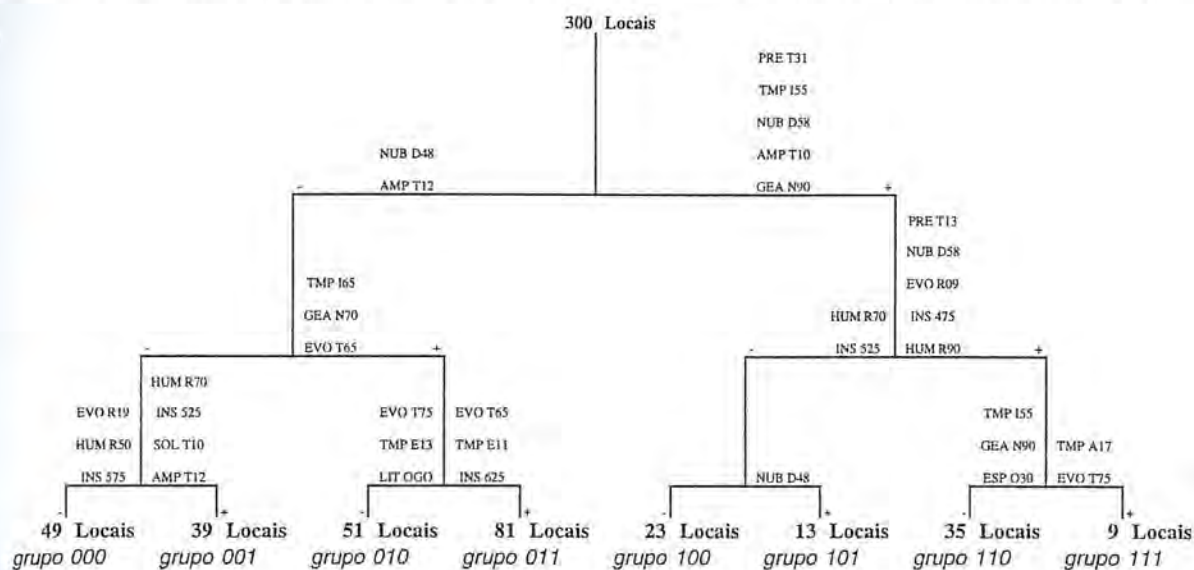 300 Locais
PRE T31
TMP I55
NUB D58
NUB D48 AMP T10
- AMP T12 GEA N90 +
PRE T13
NUB D58
TMP I65 EVO R09
GEA N70 HUM R70 INS 475
- EVO T65 + - INS 525 HUM R90 +
HUM R70
EVO R19 INS 525 EVO T75 EVO T65 TMP I55
HUM R50 SOL T10 TMP E13 TMP E11 GEA N90 TMP A17
INS 575 AMP T12 LIT OGO INS 625 NUB D48 ESP O30 EVO T75
- + - + - + - +
49 Locais 39 Locais 51 Locais 81 Locais 23 Locais 13 Locais 35 Locais 9 Locais
grupo 000 grupo 001 grupo 010 grupo 011 grupo 100 grupo 101 grupo 110 grupo 111